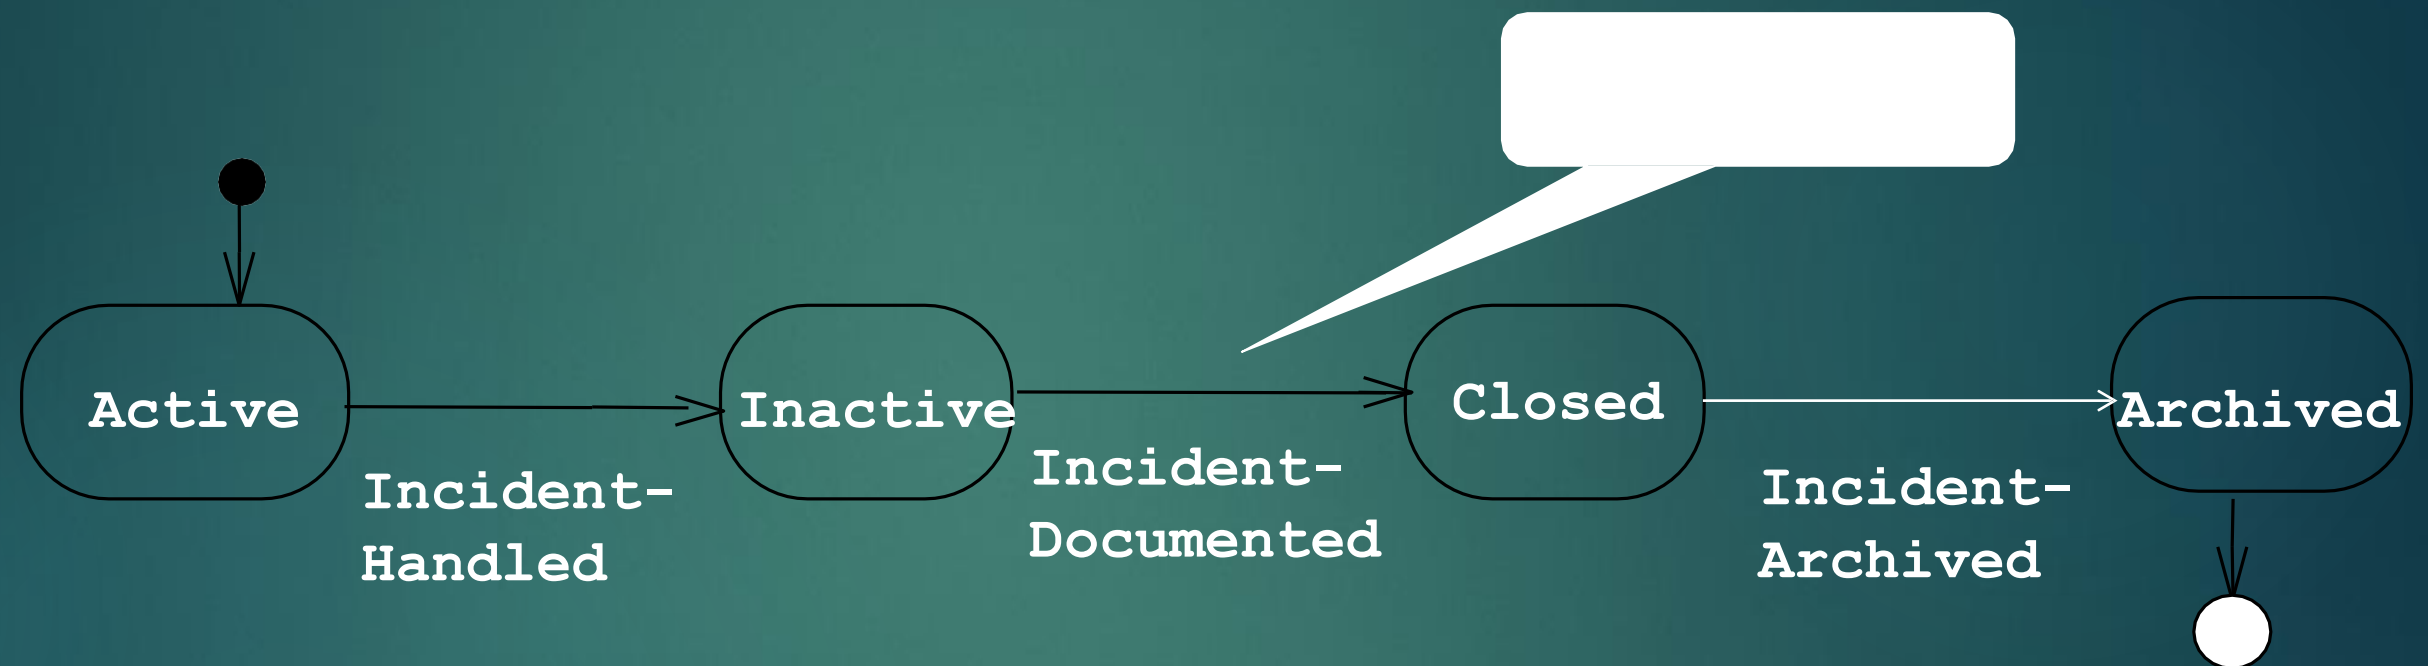 Active
Incident-
Handled
Inactive
Incident-
Documented
Closed
Incident-
Archived
Archived